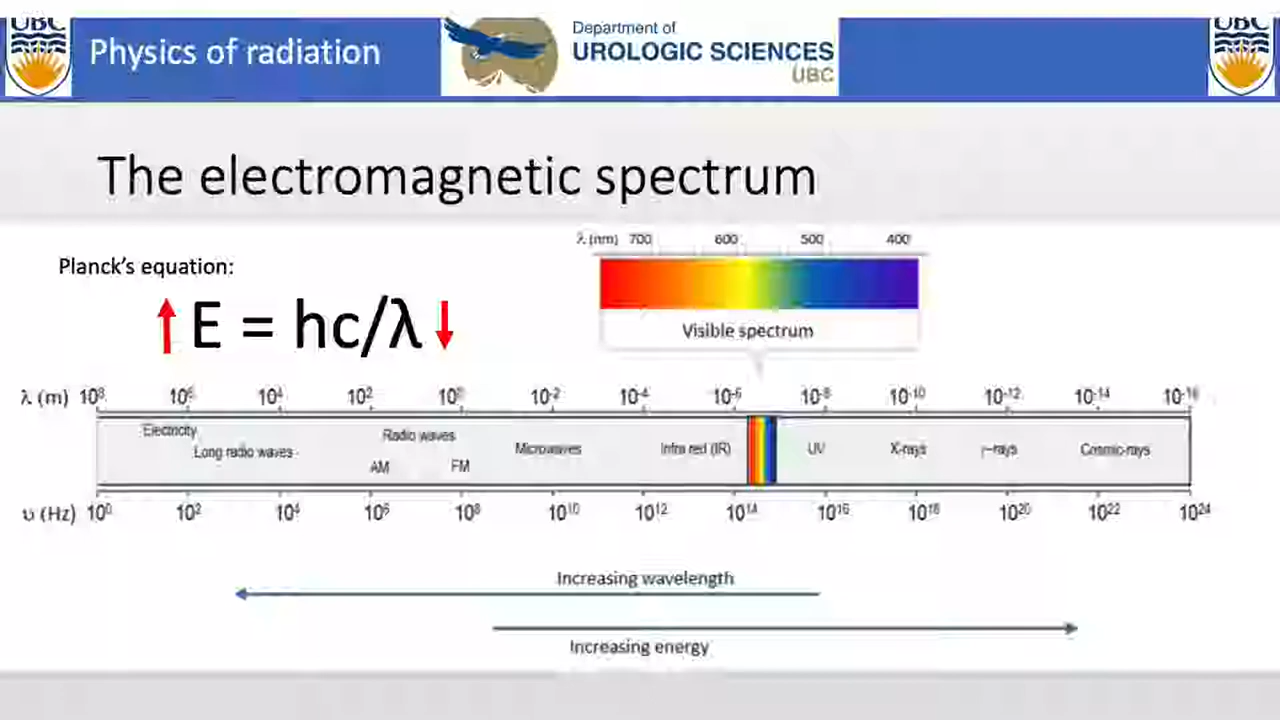 UBC
Physics of radiation
Department of
UROLOGIC SCIENCES
UBC
UBC
The electromagnetic spectrum
λ (nm) 700 600 500 400
Planck's equation:
E = hc/λ
Visible spectrum
λ (m) 10⁸ 10⁶ 10⁴ 10² 10⁰ 10⁻² 10⁻⁴ 10⁻⁶ 10⁻⁸ 10⁻¹⁰ 10⁻¹² 10⁻¹⁴ 10⁻¹⁶
Electricity Long radio waves Radio waves AM FM Microwaves Infra red (IR) UV X-rays γ-rays Cosmic-rays
υ (Hz) 10⁰ 10² 10⁴ 10⁶ 10⁸ 10¹⁰ 10¹² 10¹⁴ 10¹⁶ 10¹⁸ 10²⁰ 10²² 10²⁴
Increasing wavelength
Increasing energy